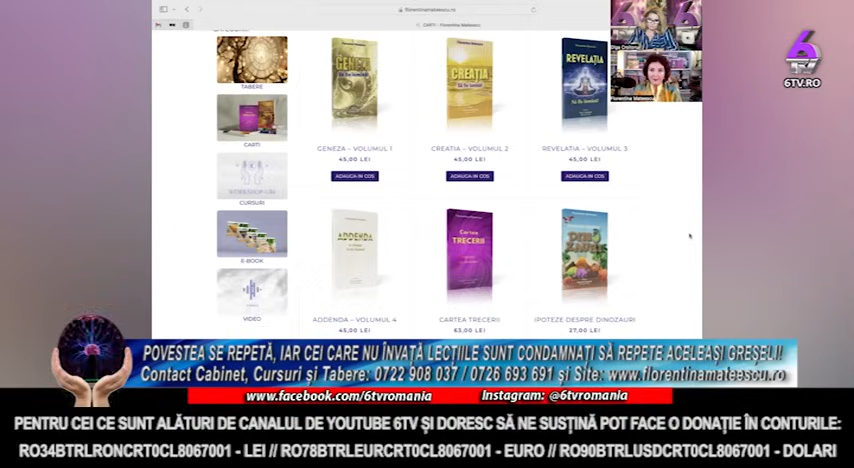 florentinamateescu.ro
CARTI - Florentina Mateescu
Olga Cristorian
Florentina Mateescu
6
TV
6TV.RO
TABERE
CARTI
CURSURI
E-BOOK
VIDEO
GENEZA
GENEZA – VOLUMUL 1
45,00 LEI
ADAUGA IN COS
CREAȚIA
CREATIA – VOLUMUL 2
45,00 LEI
ADAUGA IN COS
REVELAȚIA
REVELATIA – VOLUMUL 3
45,00 LEI
ADAUGA IN COS
ADDENDA
ADDENDA – VOLUMUL 4
45,00 LEI
Cartea
TRECERII
CARTEA TRECERII
63,00 LEI
IPOTEZE DESPRE DINOZAURI
27,00 LEI
POVESTEA SE REPETĂ, IAR CEI CARE NU ÎNVAȚĂ LECȚIILE SUNT CONDAMNAȚI SĂ REPETE ACELEAȘI GREȘELI!
Contact Cabinet, Cursuri și Tabere: 0722 908 037 / 0726 693 691 și Site: www.florentinamateescu.ro
www.facebook.com/6tvromania Instagram: @6tvromania
PENTRU CEI CE SUNT ALĂTURI DE CANALUL DE YOUTUBE 6TV ȘI DORESC SĂ NE SUSȚINĂ POT FACE O DONAȚIE ÎN CONTURILE:
RO34BTRLRONCRT0CL8067001 - LEI // RO78BTRLEURCRT0CL8067001 - EURO // RO90BTRLUSDCRT0CL8067001 - DOLARI